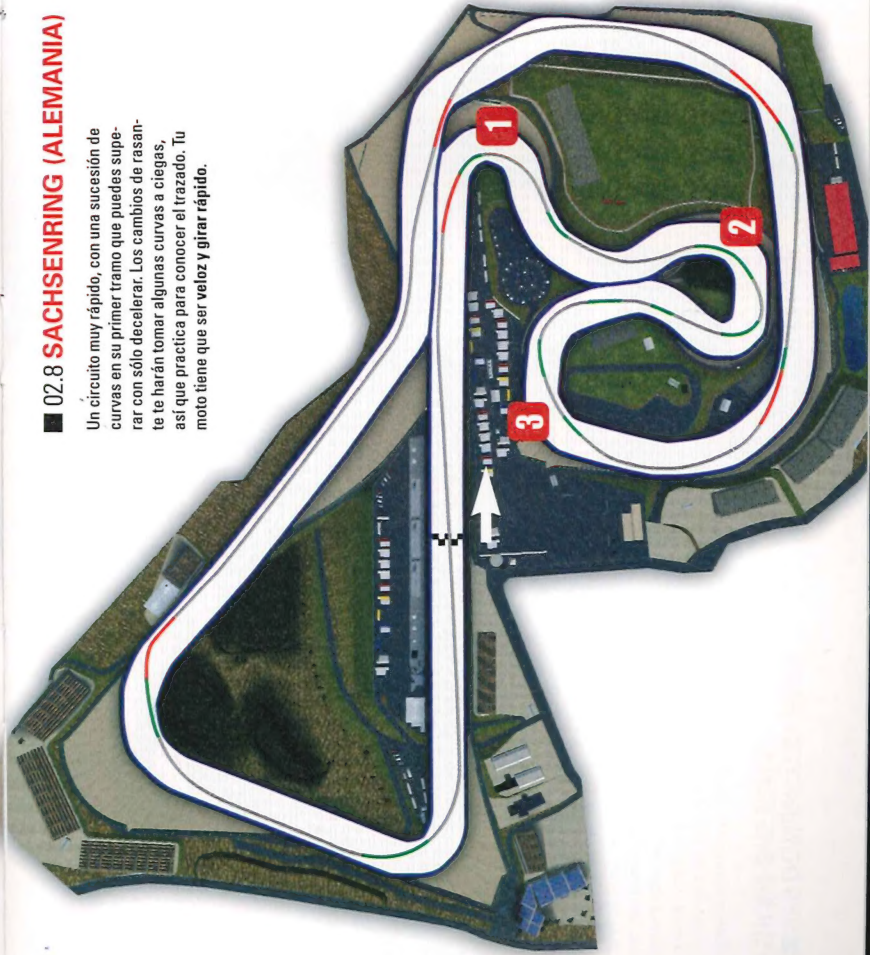 02.8 SACHSENRING (ALEMANIA)
Un circuito muy rápido, con una sucesión de
curvas en su primer tramo que puedes supe-
rar con sólo decelerar. Los cambios de rasan-
te te harán tomar algunas curvas a ciegas,
así que practica para conocer el trazado. Tu
moto tiene que ser veloz y girar rápido.
1
2
3